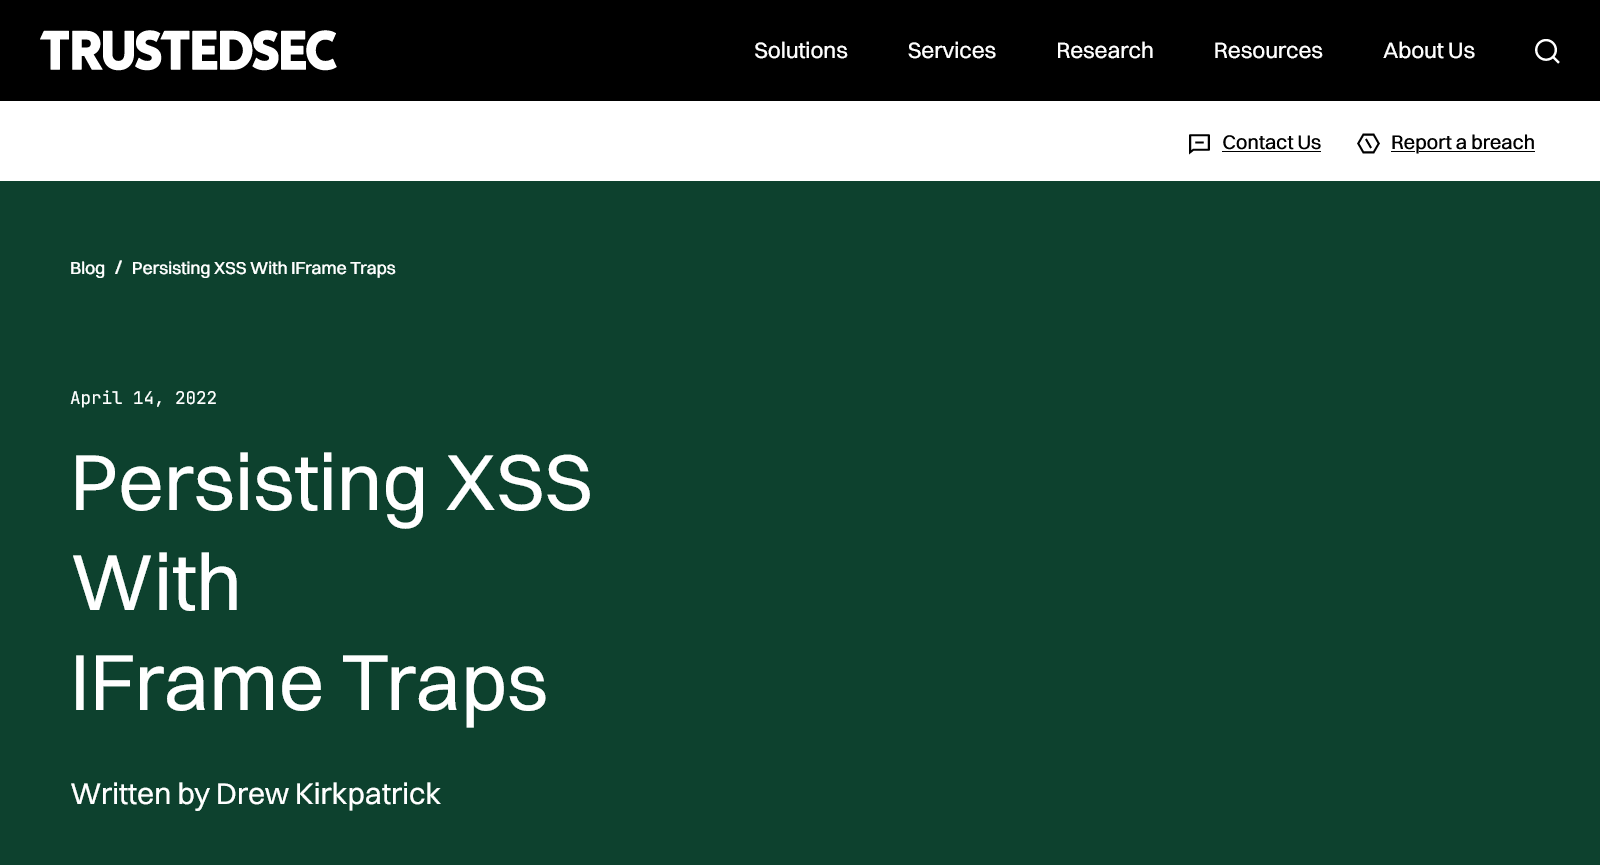 TRUSTEDSEC
Solutions Services Research Resources About Us
Contact Us Report a breach
Blog / Persisting XSS With IFrame Traps
April 14, 2022
Persisting XSS
With
IFrame Traps
Written by Drew Kirkpatrick